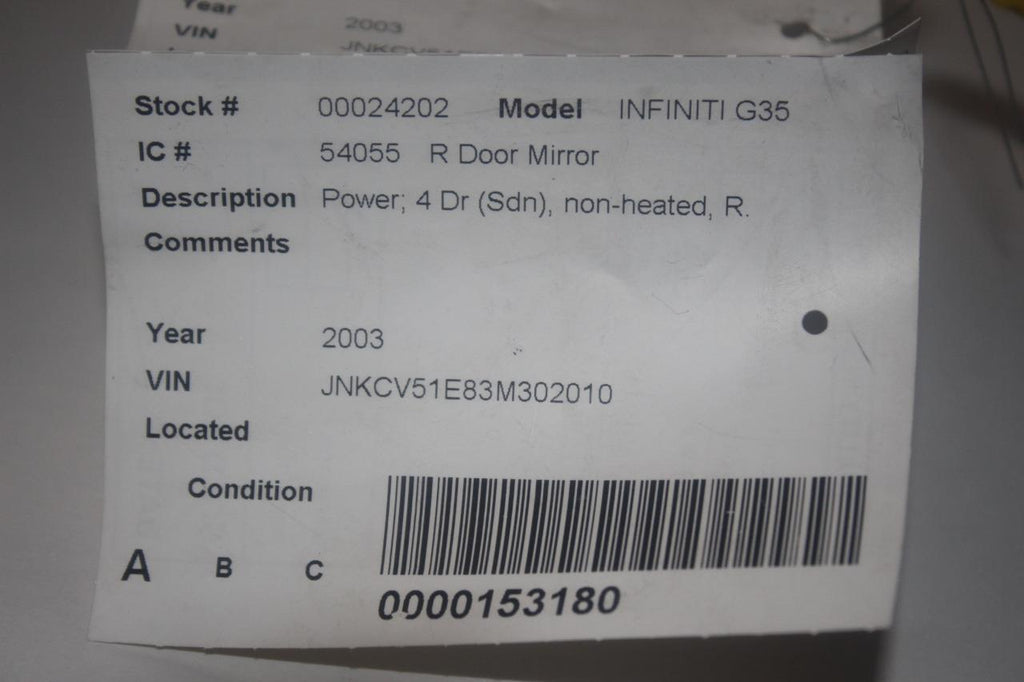 Year
VIN 2003
Stock # 00024202 Model INFINITI G35
IC # 54055 R Door Mirror
Description Power; 4 Dr (Sdn), non-heated, R.
Comments
Year 2003
VIN JNKCV51E83M302010
Located
Condition
A B C
0000153180